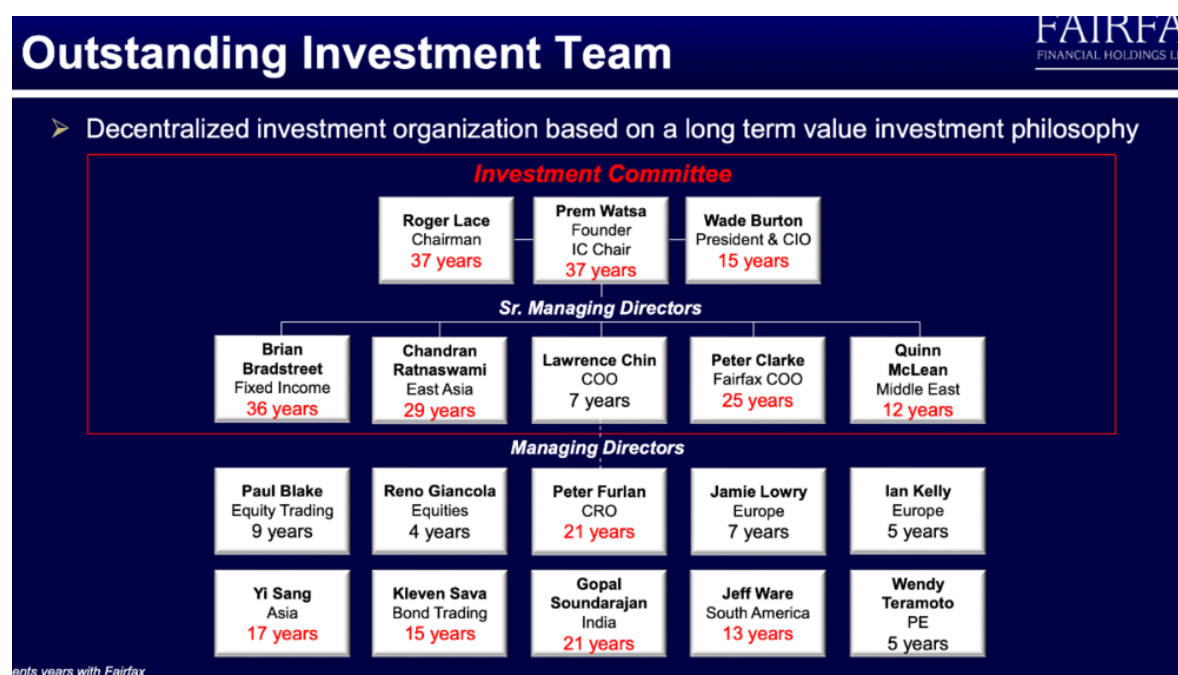 Outstanding Investment Team
FAIRFA
FINANCIAL HOLDINGS LI
➢ Decentralized investment organization based on a long term value investment philosophy
Investment Committee
Roger Lace
Chairman
37 years
Prem Watsa
Founder
IC Chair
37 years
Wade Burton
President & CIO
15 years
Sr. Managing Directors
Brian
Bradstreet
Fixed Income
36 years
Chandran
Ratnaswami
East Asia
29 years
Lawrence Chin
COO
7 years
Peter Clarke
Fairfax COO
25 years
Quinn
McLean
Middle East
12 years
Managing Directors
Paul Blake
Equity Trading
9 years
Reno Giancola
Equities
4 years
Peter Furlan
CRO
21 years
Jamie Lowry
Europe
7 years
Ian Kelly
Europe
5 years
Yi Sang
Asia
17 years
Kleven Sava
Bond Trading
15 years
Gopal
Soundarajan
India
21 years
Jeff Ware
South America
13 years
Wendy
Teramoto
PE
5 years
ents years with Fairfax